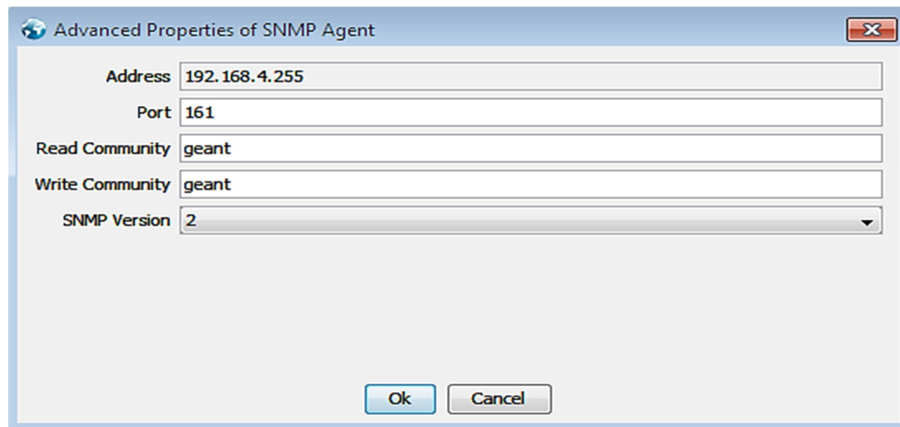 Advanced Properties of SNMP Agent
Address 192.168.4.255
Port 161
Read Community geant
Write Community geant
SNMP Version 2
Ok Cancel